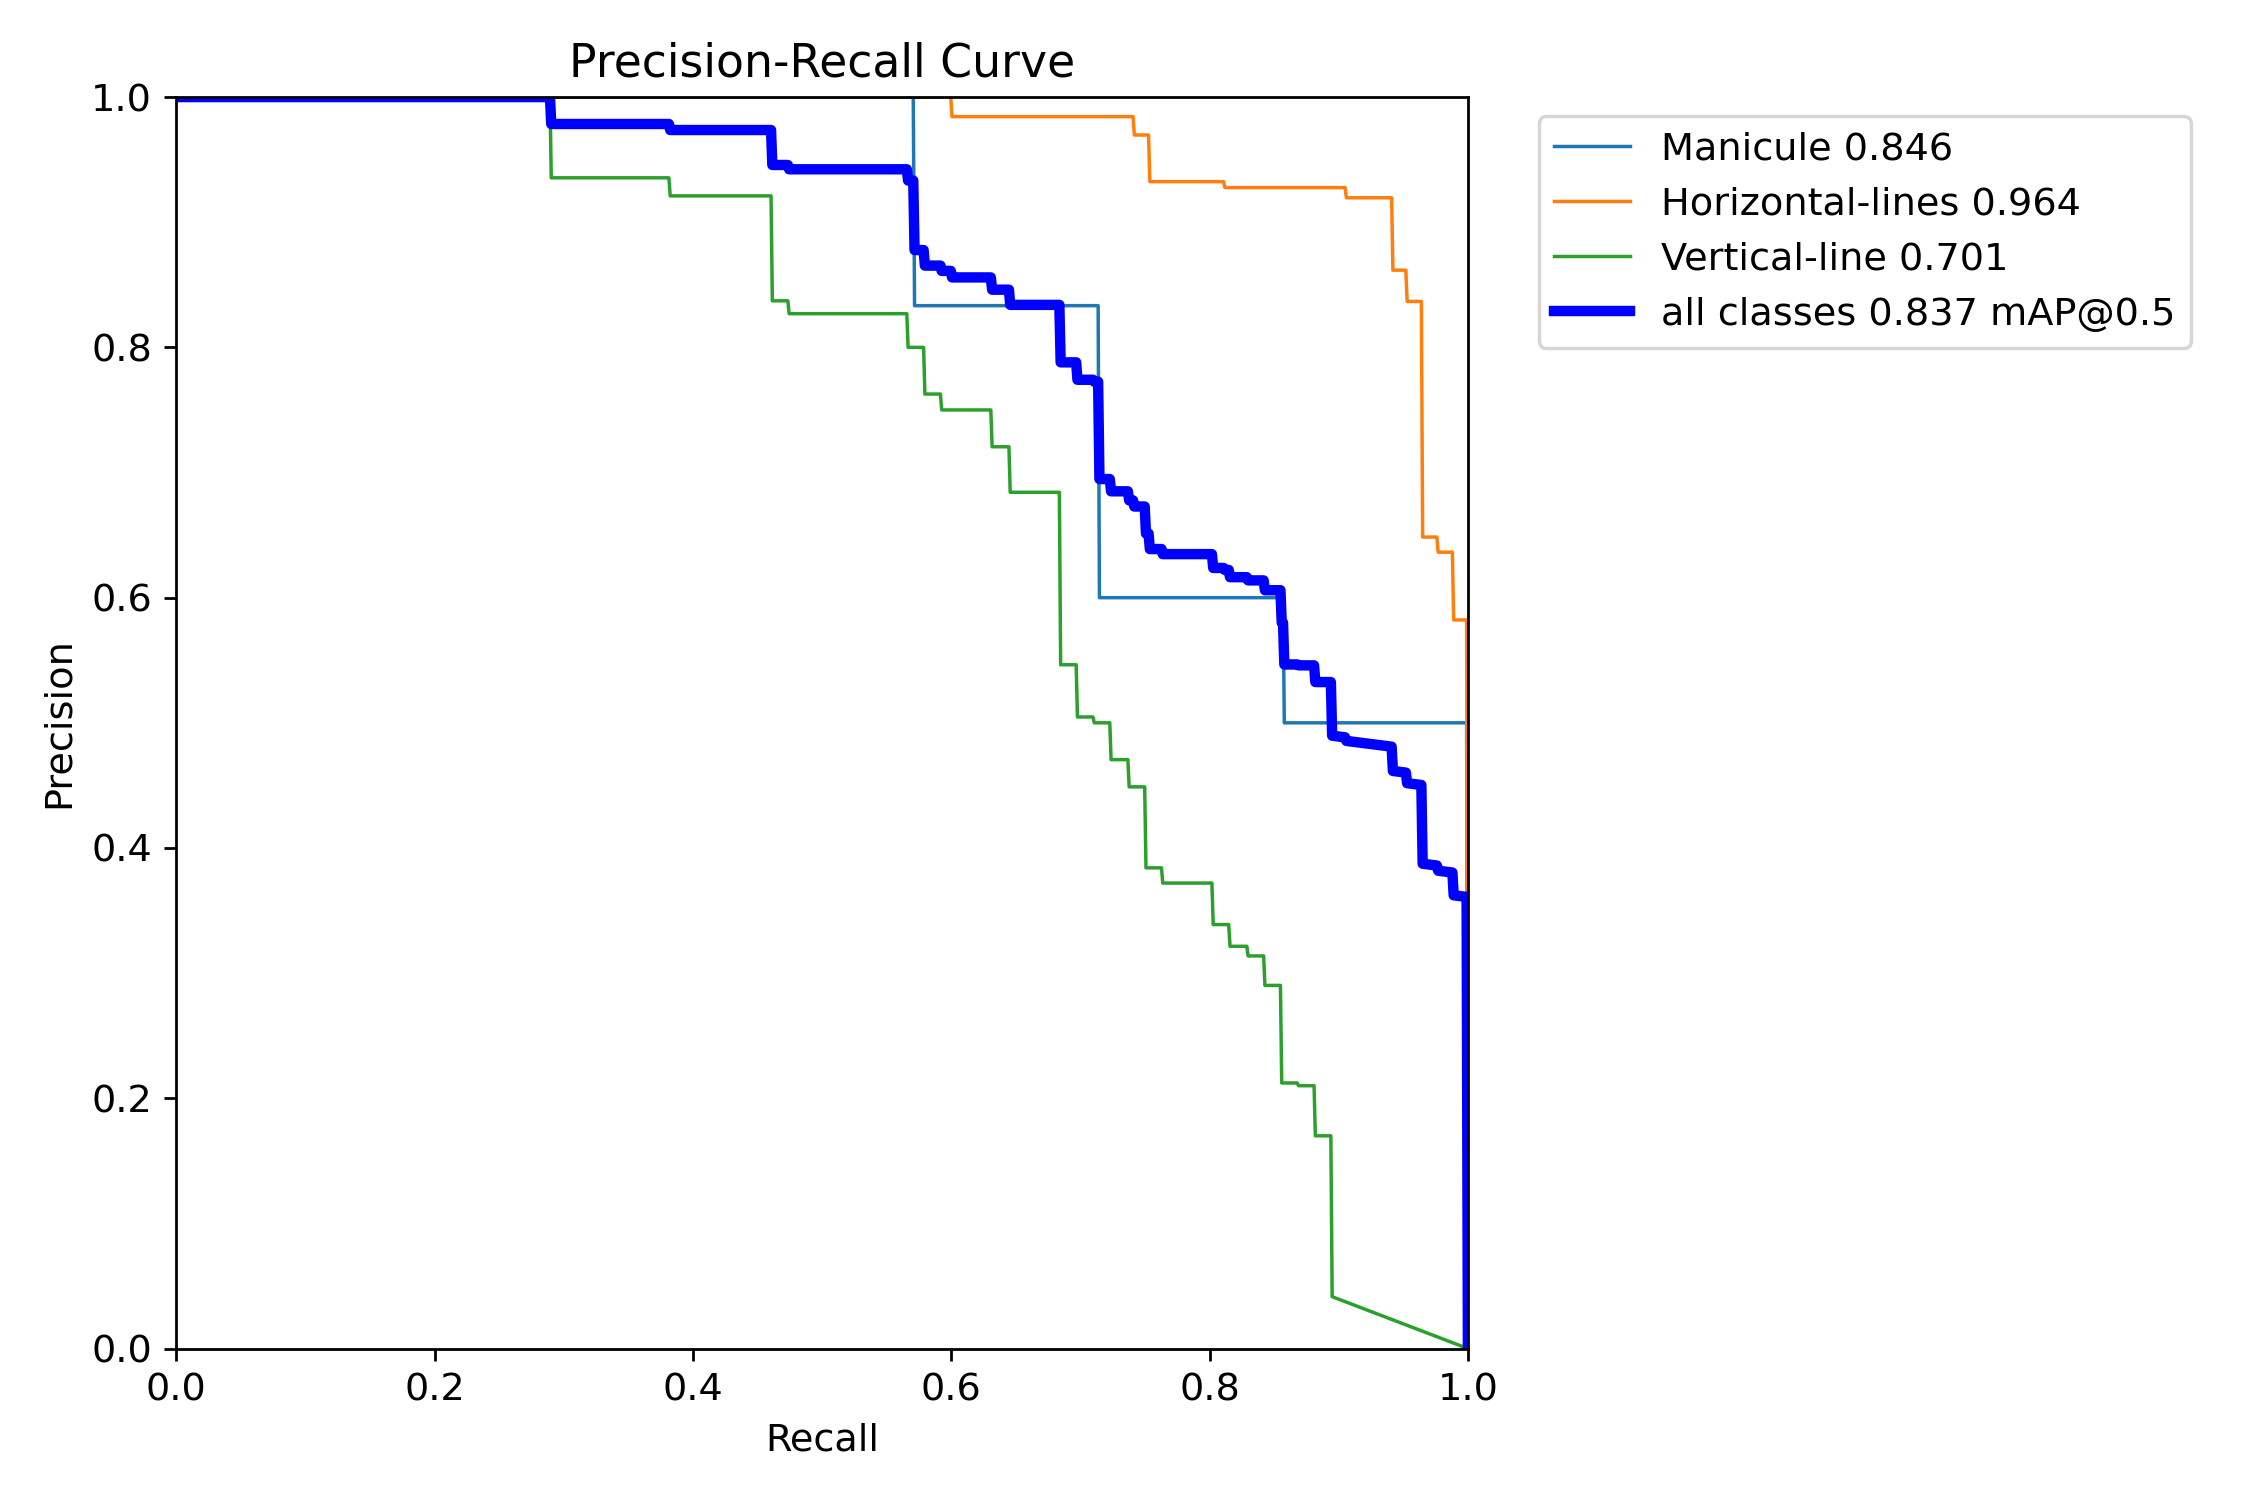 Precision-Recall Curve
1.0
0.8
0.6
0.4
0.2
0.0
Precision
0.0 0.2 0.4 0.6 0.8 1.0
Recall
Manicule 0.846
Horizontal-lines 0.964
Vertical-line 0.701
all classes 0.837 mAP@0.5